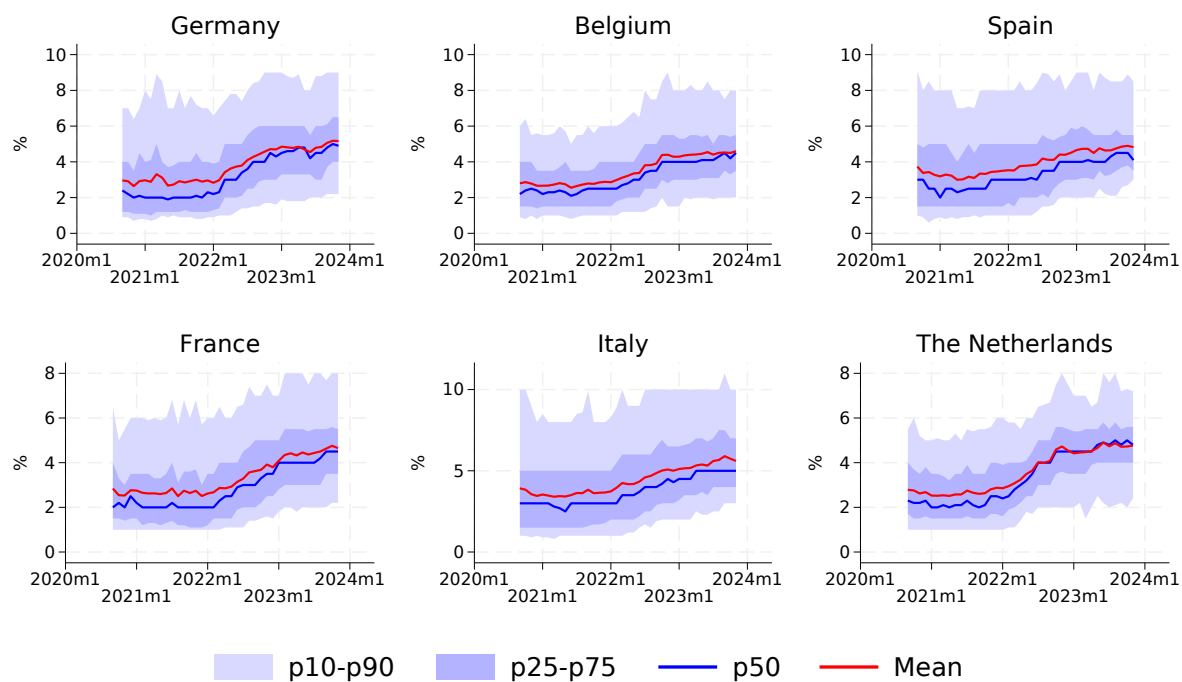 Germany
Belgium
Spain
%
10
8
6
4
2
0
2020m1
2021m1
2022m1
2023m1
2024m1
%
10
8
6
4
2
0
2020m1
2021m1
2022m1
2023m1
2024m1
%
10
8
6
4
2
0
2020m1
2021m1
2022m1
2023m1
2024m1
France
Italy
The Netherlands
%
8
6
4
2
0
2020m1
2021m1
2022m1
2023m1
2024m1
%
10
5
0
2020m1
2021m1
2022m1
2023m1
2024m1
%
8
6
4
2
0
2020m1
2021m1
2022m1
2023m1
2024m1
p10-p90 p25-p75 p50 Mean